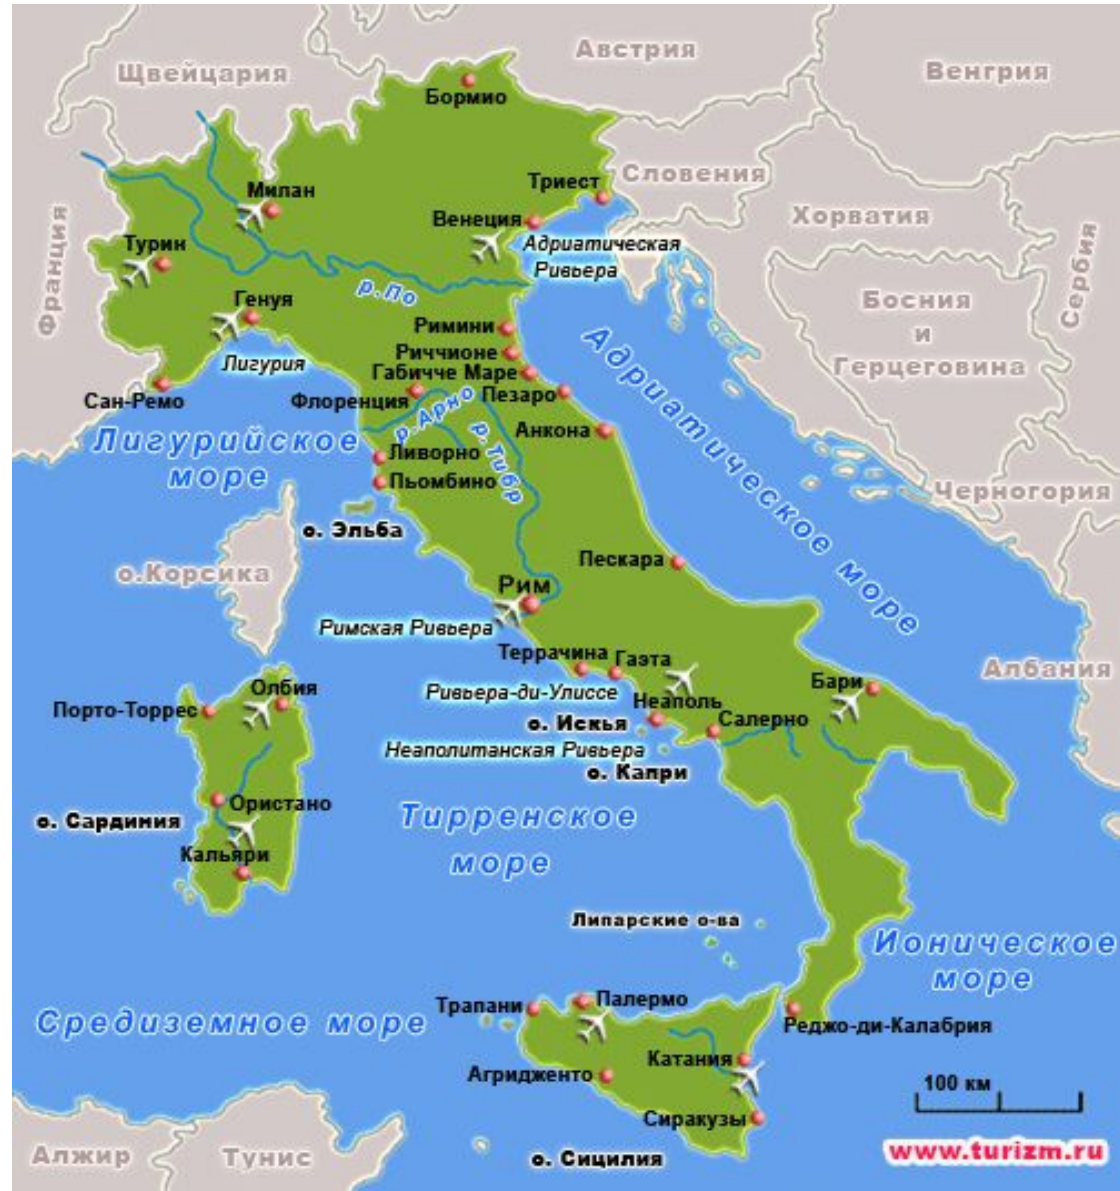 Австрия
Щвейцария
Венгрия
Бормио
Словения
Триест
Милан
Хорватия
Венеция
Франция
Турин
Адриатическая
Ривьера
Сербия
р.По
Генуя
Босния
и
Герцеговина
Римини
Риччионе
Лигурия
Габичче Маре
Адриатическое море
Сан-Ремо
Флоренция
Пезаро
р.Арно
р.Тибр
Анкона
Лигурийское
море
Ливорно
Пьомбино
Черногория
о. Эльба
Пескара
о.Корсика
Рим
Римская Ривьера
Террачина
Гаэта
Албания
Олбия
Ривьера-ди-Улиссе
Бари
Порто-Торрес
Неаполь
о. Искья
Салерно
Неаполитанская Ривьера
о. Капри
Ористано
о. Сардиния
Тирренское
море
Кальяри
Липарские о-ва
Ионическое
море
Трапани
Палермо
Средиземное море
Реджо-ди-Калабрия
Катания
Агридженто
100 км
Сиракузы
www.turizm.ru
Алжир
Тунис
о. Сицилия